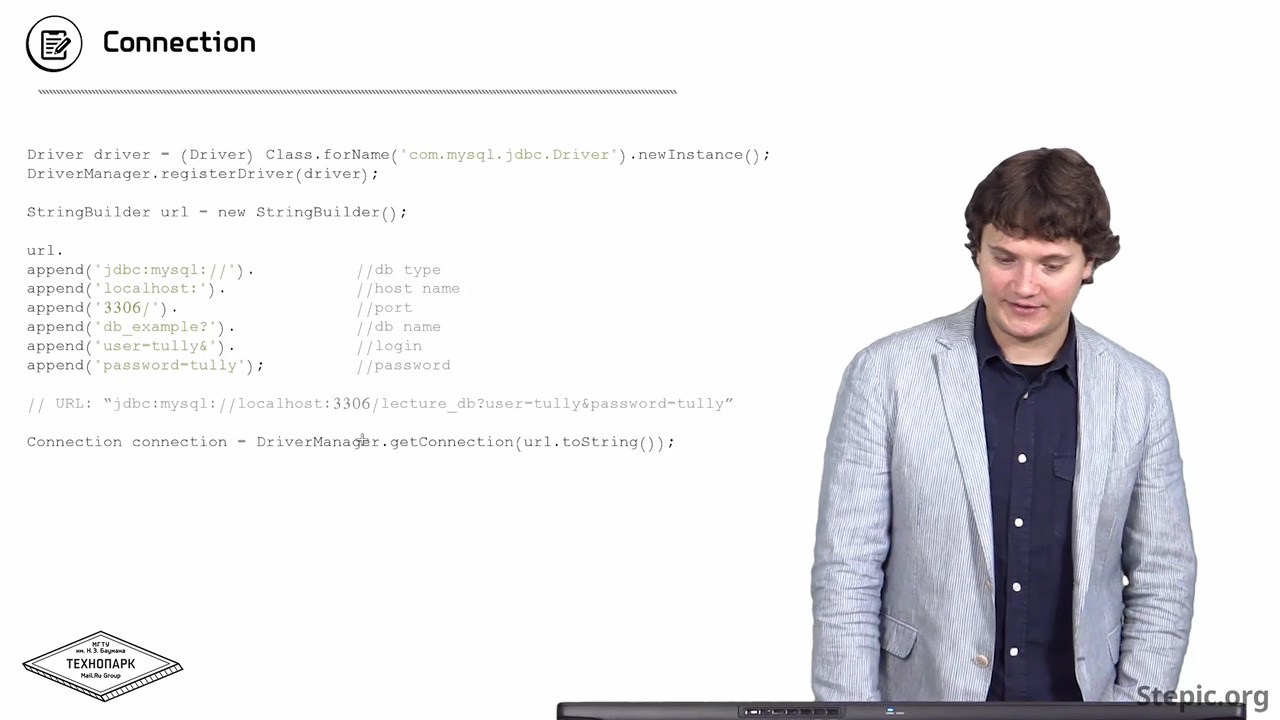 Connection
Driver driver = (Driver) Class.forName('com.mysql.jdbc.Driver').newInstance();
DriverManager.registerDriver(driver);
StringBuilder url = new StringBuilder();
url.
append('jdbc:mysql://'). //db type
append('localhost:'). //host name
append('3306/'). //port
append('db_example?'). //db name
append('user=tully&'). //login
append('password=tully'); //password
// URL: “jdbc:mysql://localhost:3306/lecture_db?user=tully&password=tully”
Connection connection = DriverManager.getConnection(url.toString());
МГТУ
им. Н.Э. Баумана
ТЕХНОПАРК
Mail.Ru Group
Stepic.org